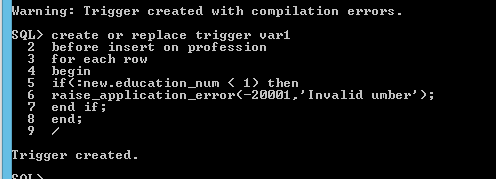 Warning: Trigger created with compilation errors.
SQL> create or replace trigger var1
2 before insert on profession
3 for each row
4 begin
5 if(:new.education_num < 1) then
6 raise_application_error(-20001,'Invalid umber');
7 end if;
8 end;
9 /
Trigger created.
SQL>